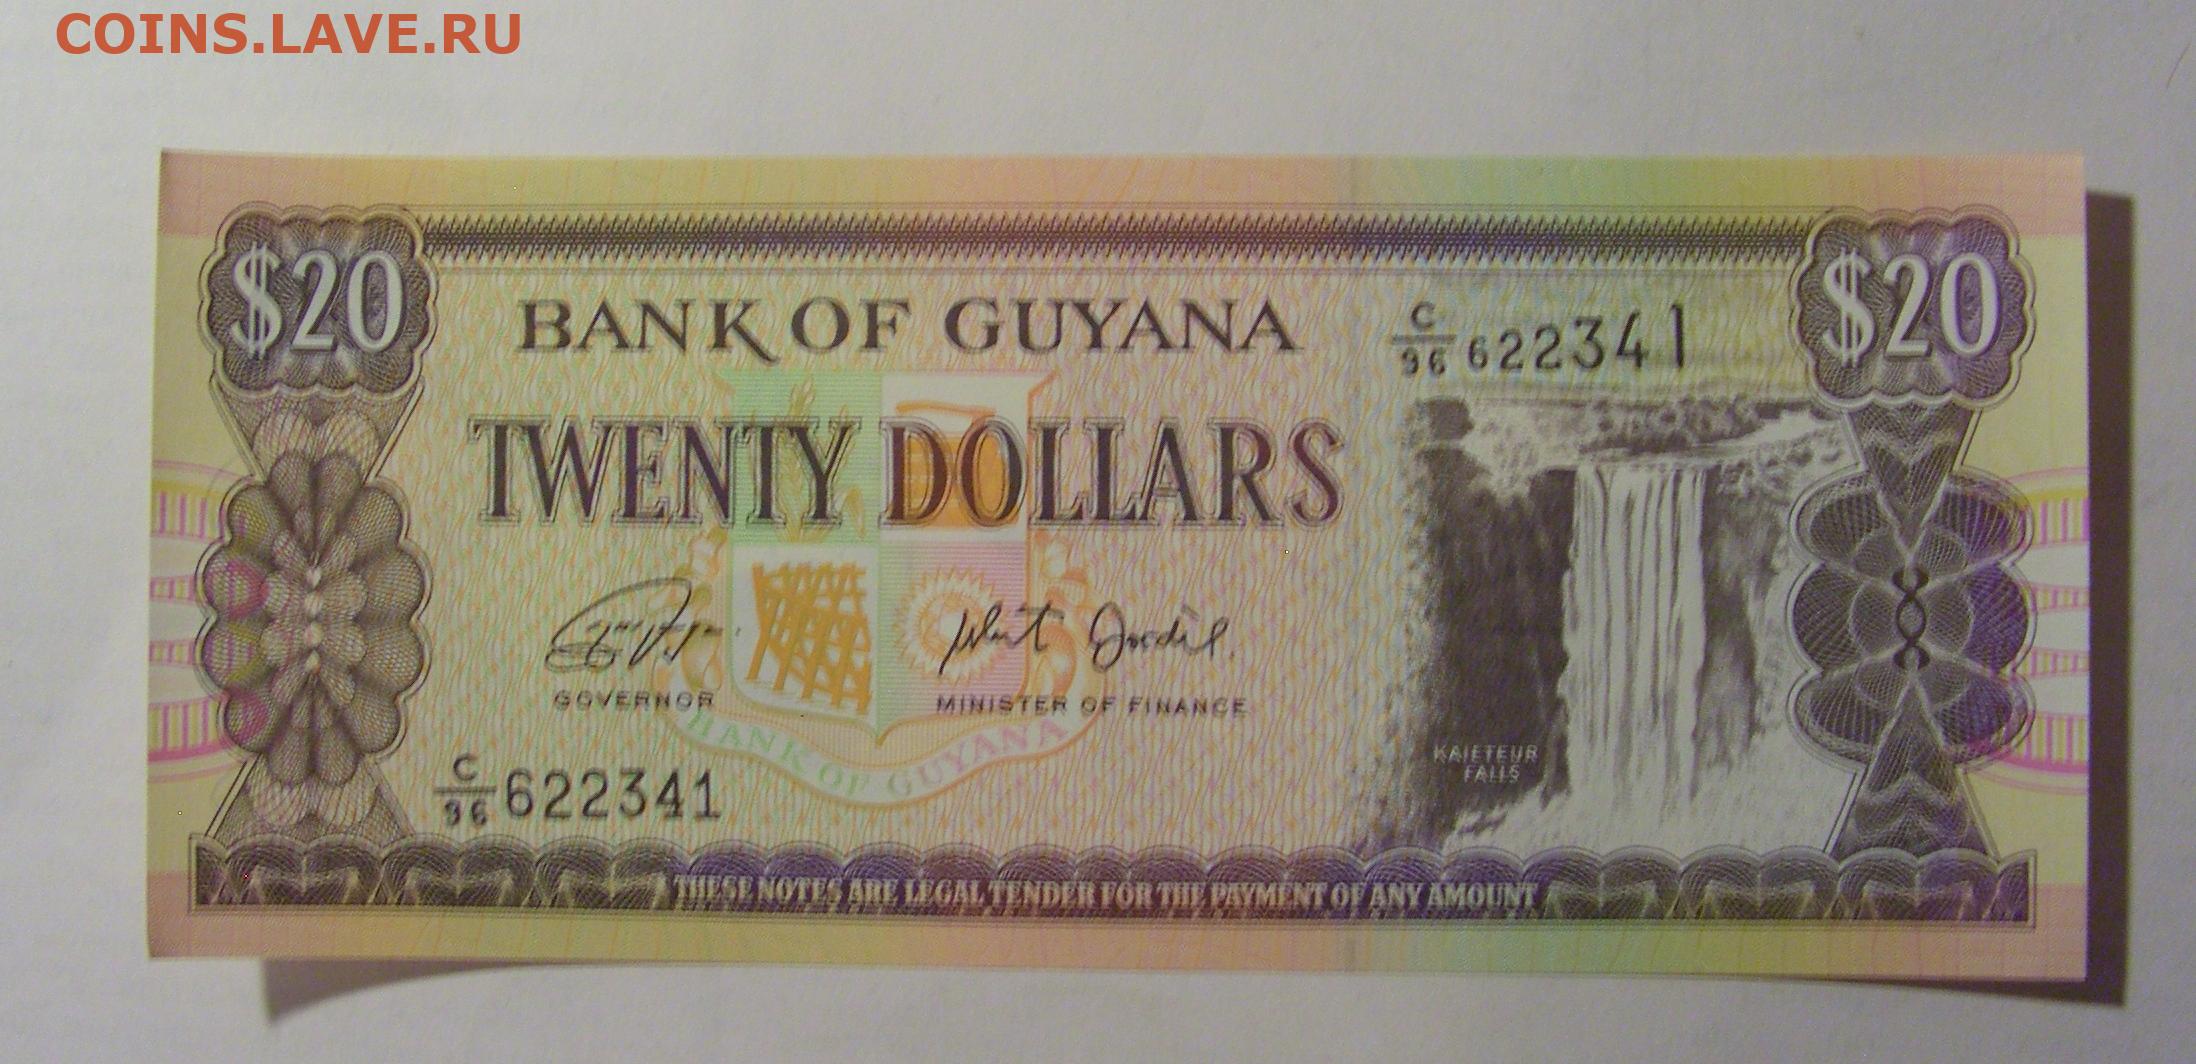 COINS.LAVE.RU
$20
$20
BANK OF GUYANA
C/96 622341
TWENTY DOLLARS
GOVERNOR
MINISTER OF FINANCE
KAIETEUR
FALLS
BANK OF GUYANA
C/96 622341
THESE NOTES ARE LEGAL TENDER FOR THE PAYMENT OF ANY AMOUNT